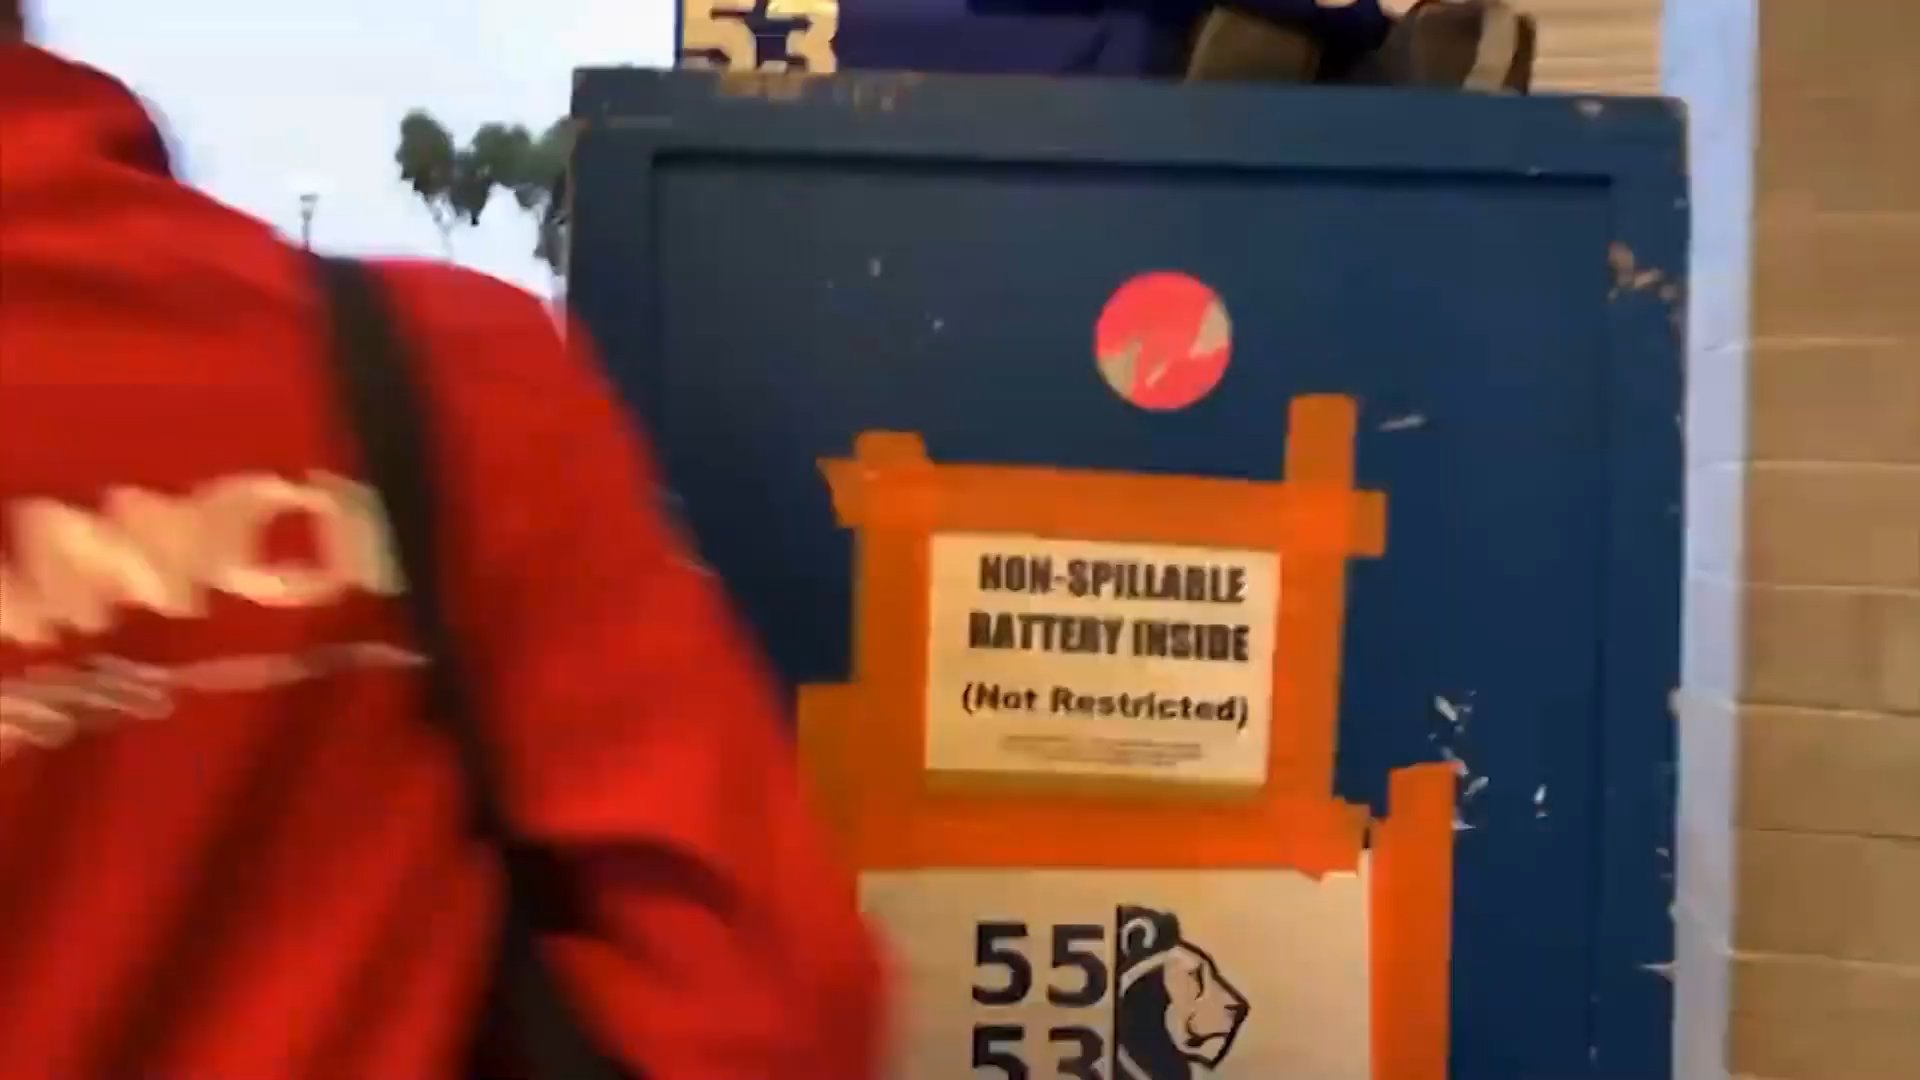 53
NON-SPILLABLE
BATTERY INSIDE
(Not Restricted)
55
53